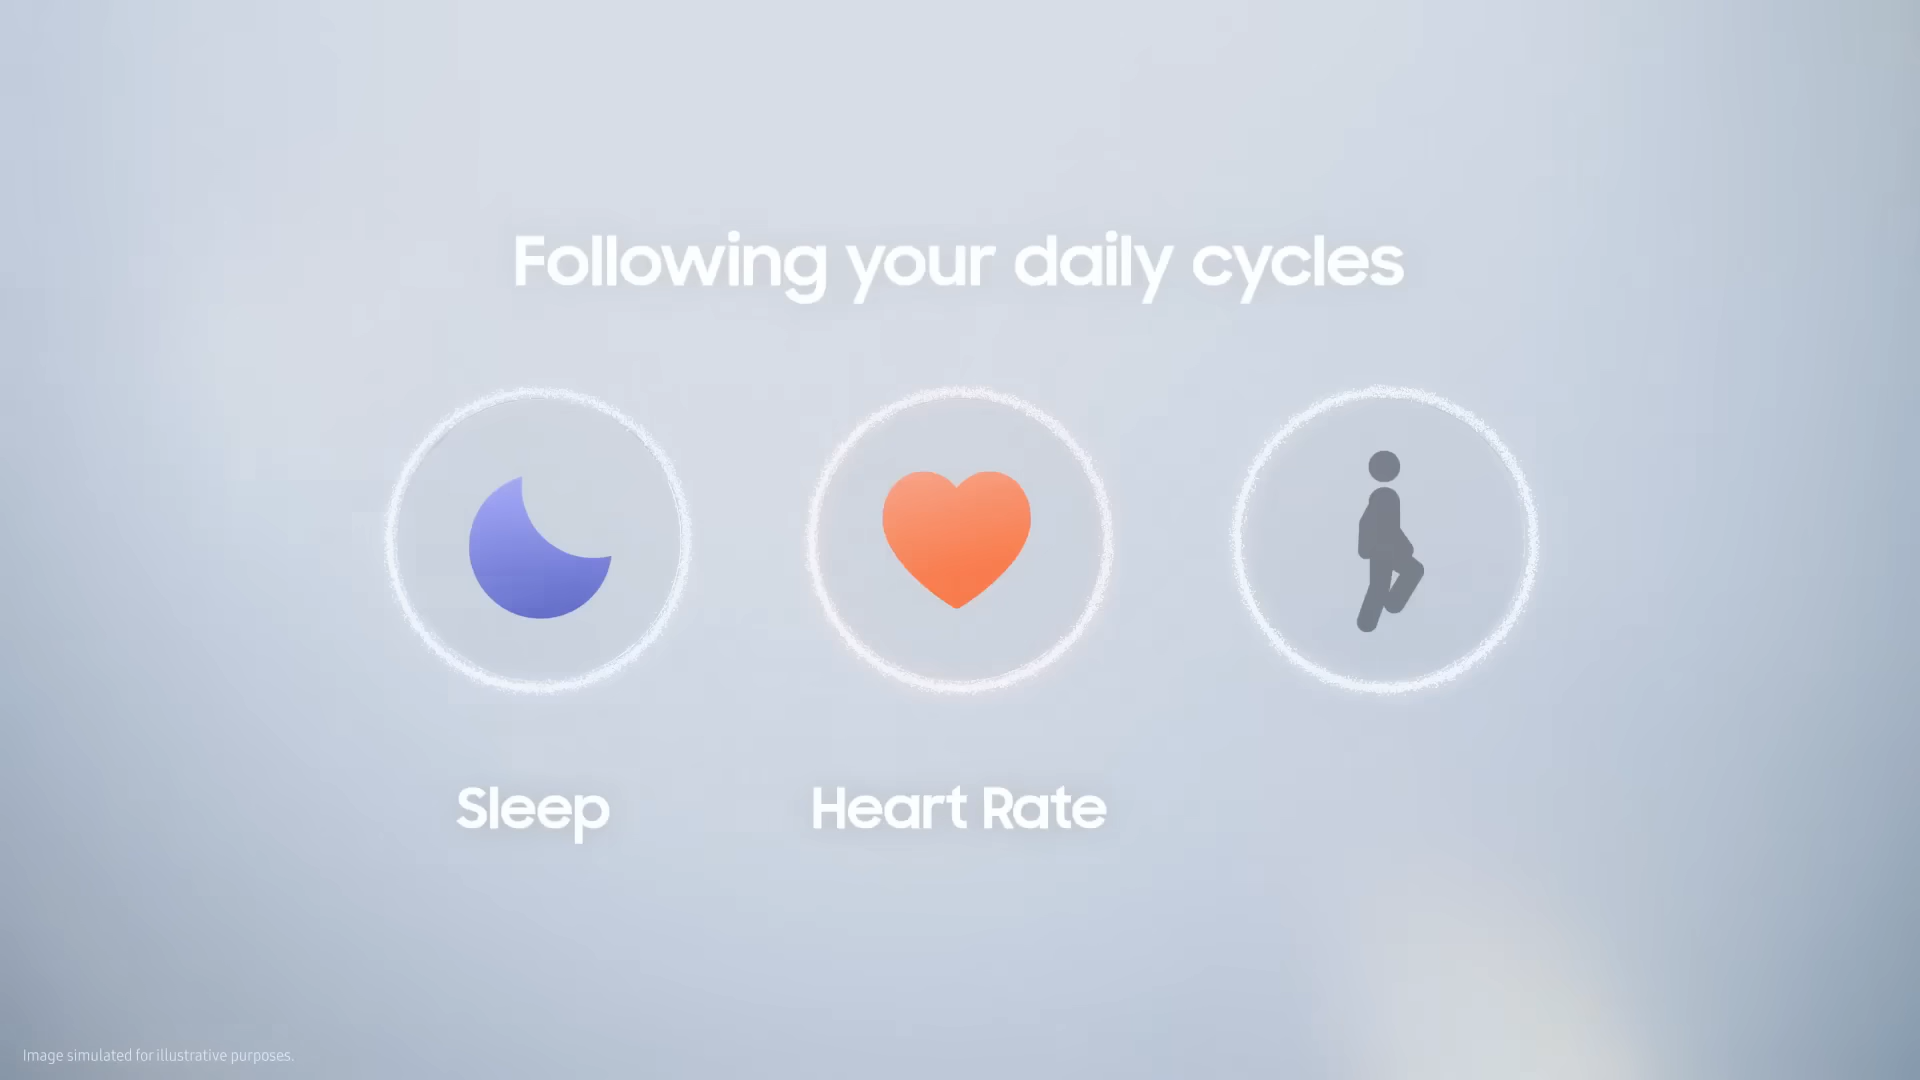 Following your daily cycles
Sleep
Heart Rate
Image simulated for illustrative purposes.